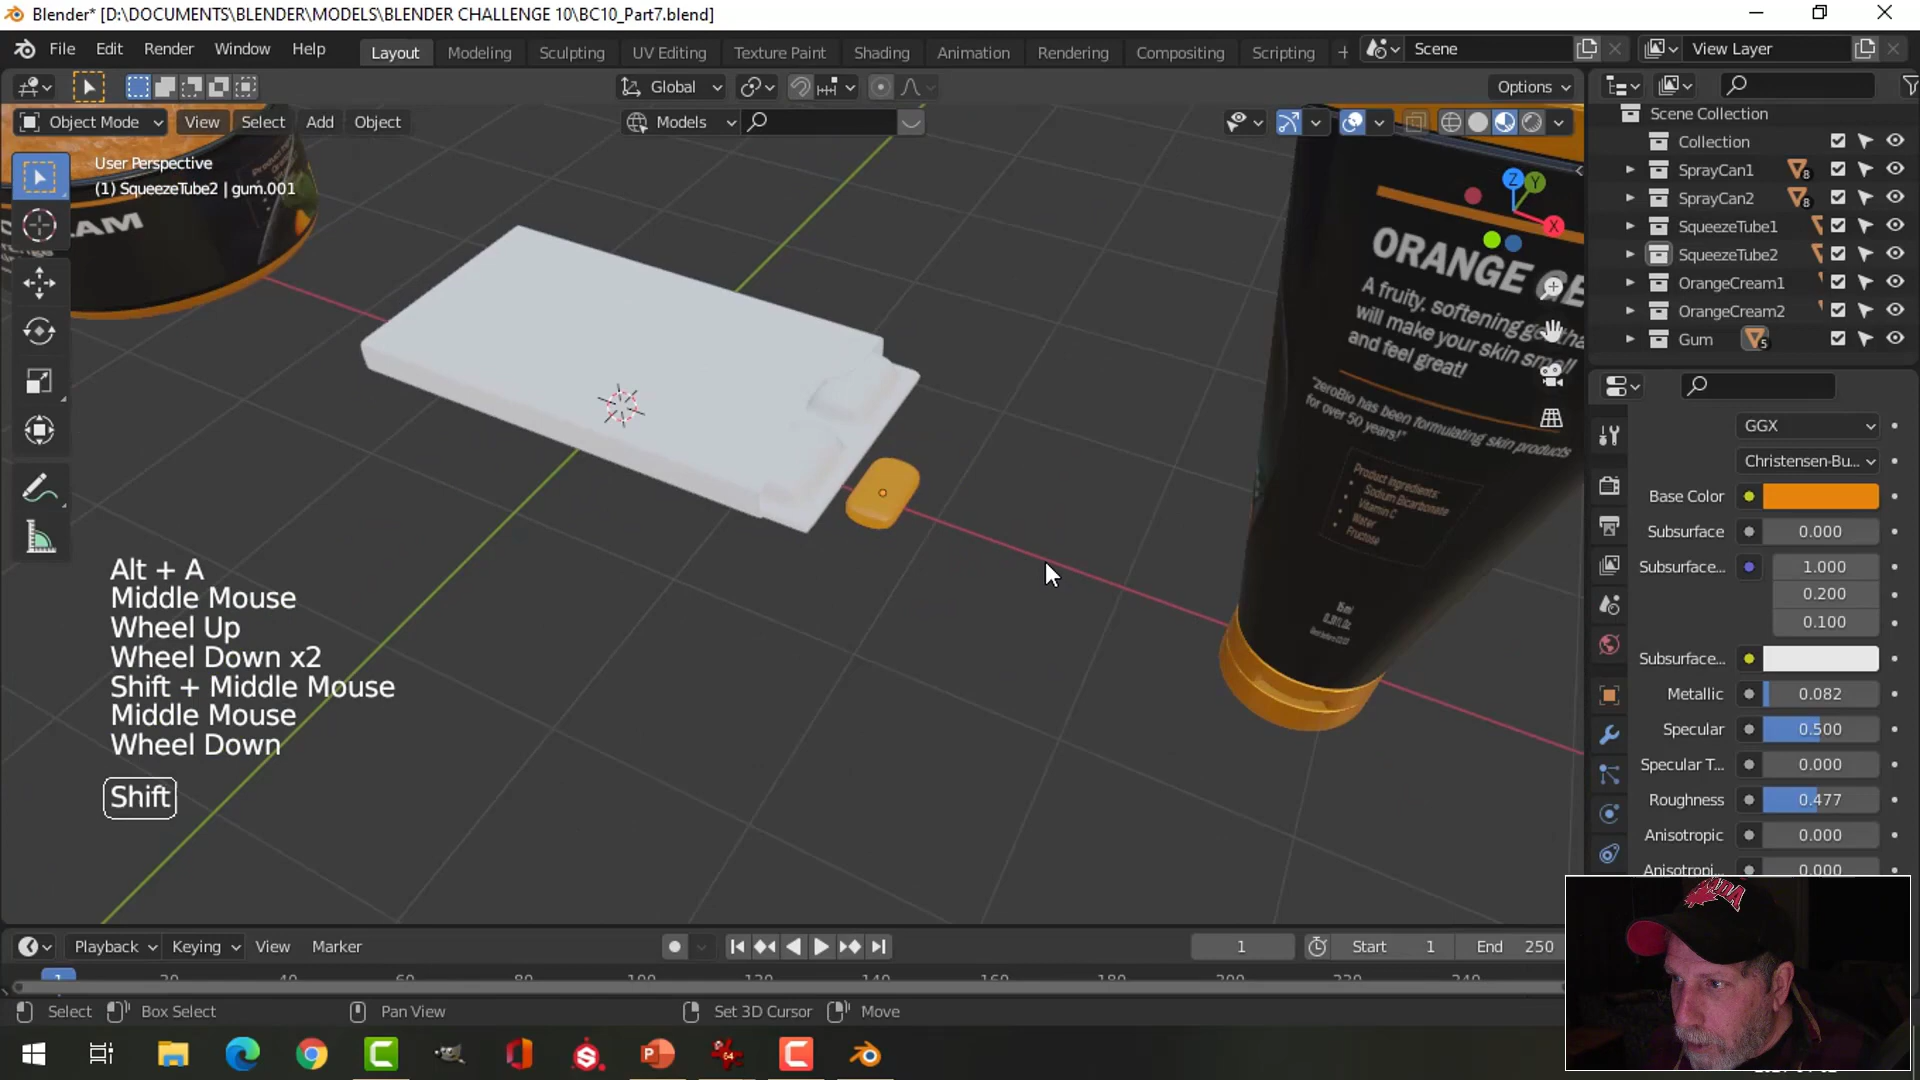 Blender* [D:\DOCUMENTS\BLENDER\MODELS\BLENDER CHALLENGE 10\BC10_Part7.blend]
File Edit Render Window Help
Layout Modeling Sculpting UV Editing Texture Paint Shading Animation Rendering Compositing Scripting +
Scene
View Layer
Global
Options
Object Mode View Select Add Object
Models
User Perspective
(1) SqueezeTube2 | gum.001
Z Y X
Scene Collection
Collection
SprayCan1 8
SprayCan2 8
SqueezeTube1
SqueezeTube2
OrangeCream1
OrangeCream2
Gum 5
ORANGE GE
A fruity, softening gel tha
will make your skin smell
and feel great!
"zeroBio has been formulating skin products
for over 50 years!"
Product Ingredients:
Sodium Bicarbonate
Vitamin C
Water
Fructose
GGX
Christensen-Bu...
Base Color
Subsurface 0.000
Subsurface... 1.000
0.200
0.100
Subsurface...
Metallic 0.082
Specular 0.500
Specular T... 0.000
Roughness 0.477
Anisotropic 0.000
Anisotropi... 0.000
Alt + A
Middle Mouse
Wheel Up
Wheel Down x2
Shift + Middle Mouse
Middle Mouse
Wheel Down
Shift
Playback Keying View Marker
1 Start 1 End 250
1 20 40 60 80 100 120 140 160 180 200 220 240
Select Box Select Pan View Set 3D Cursor Move